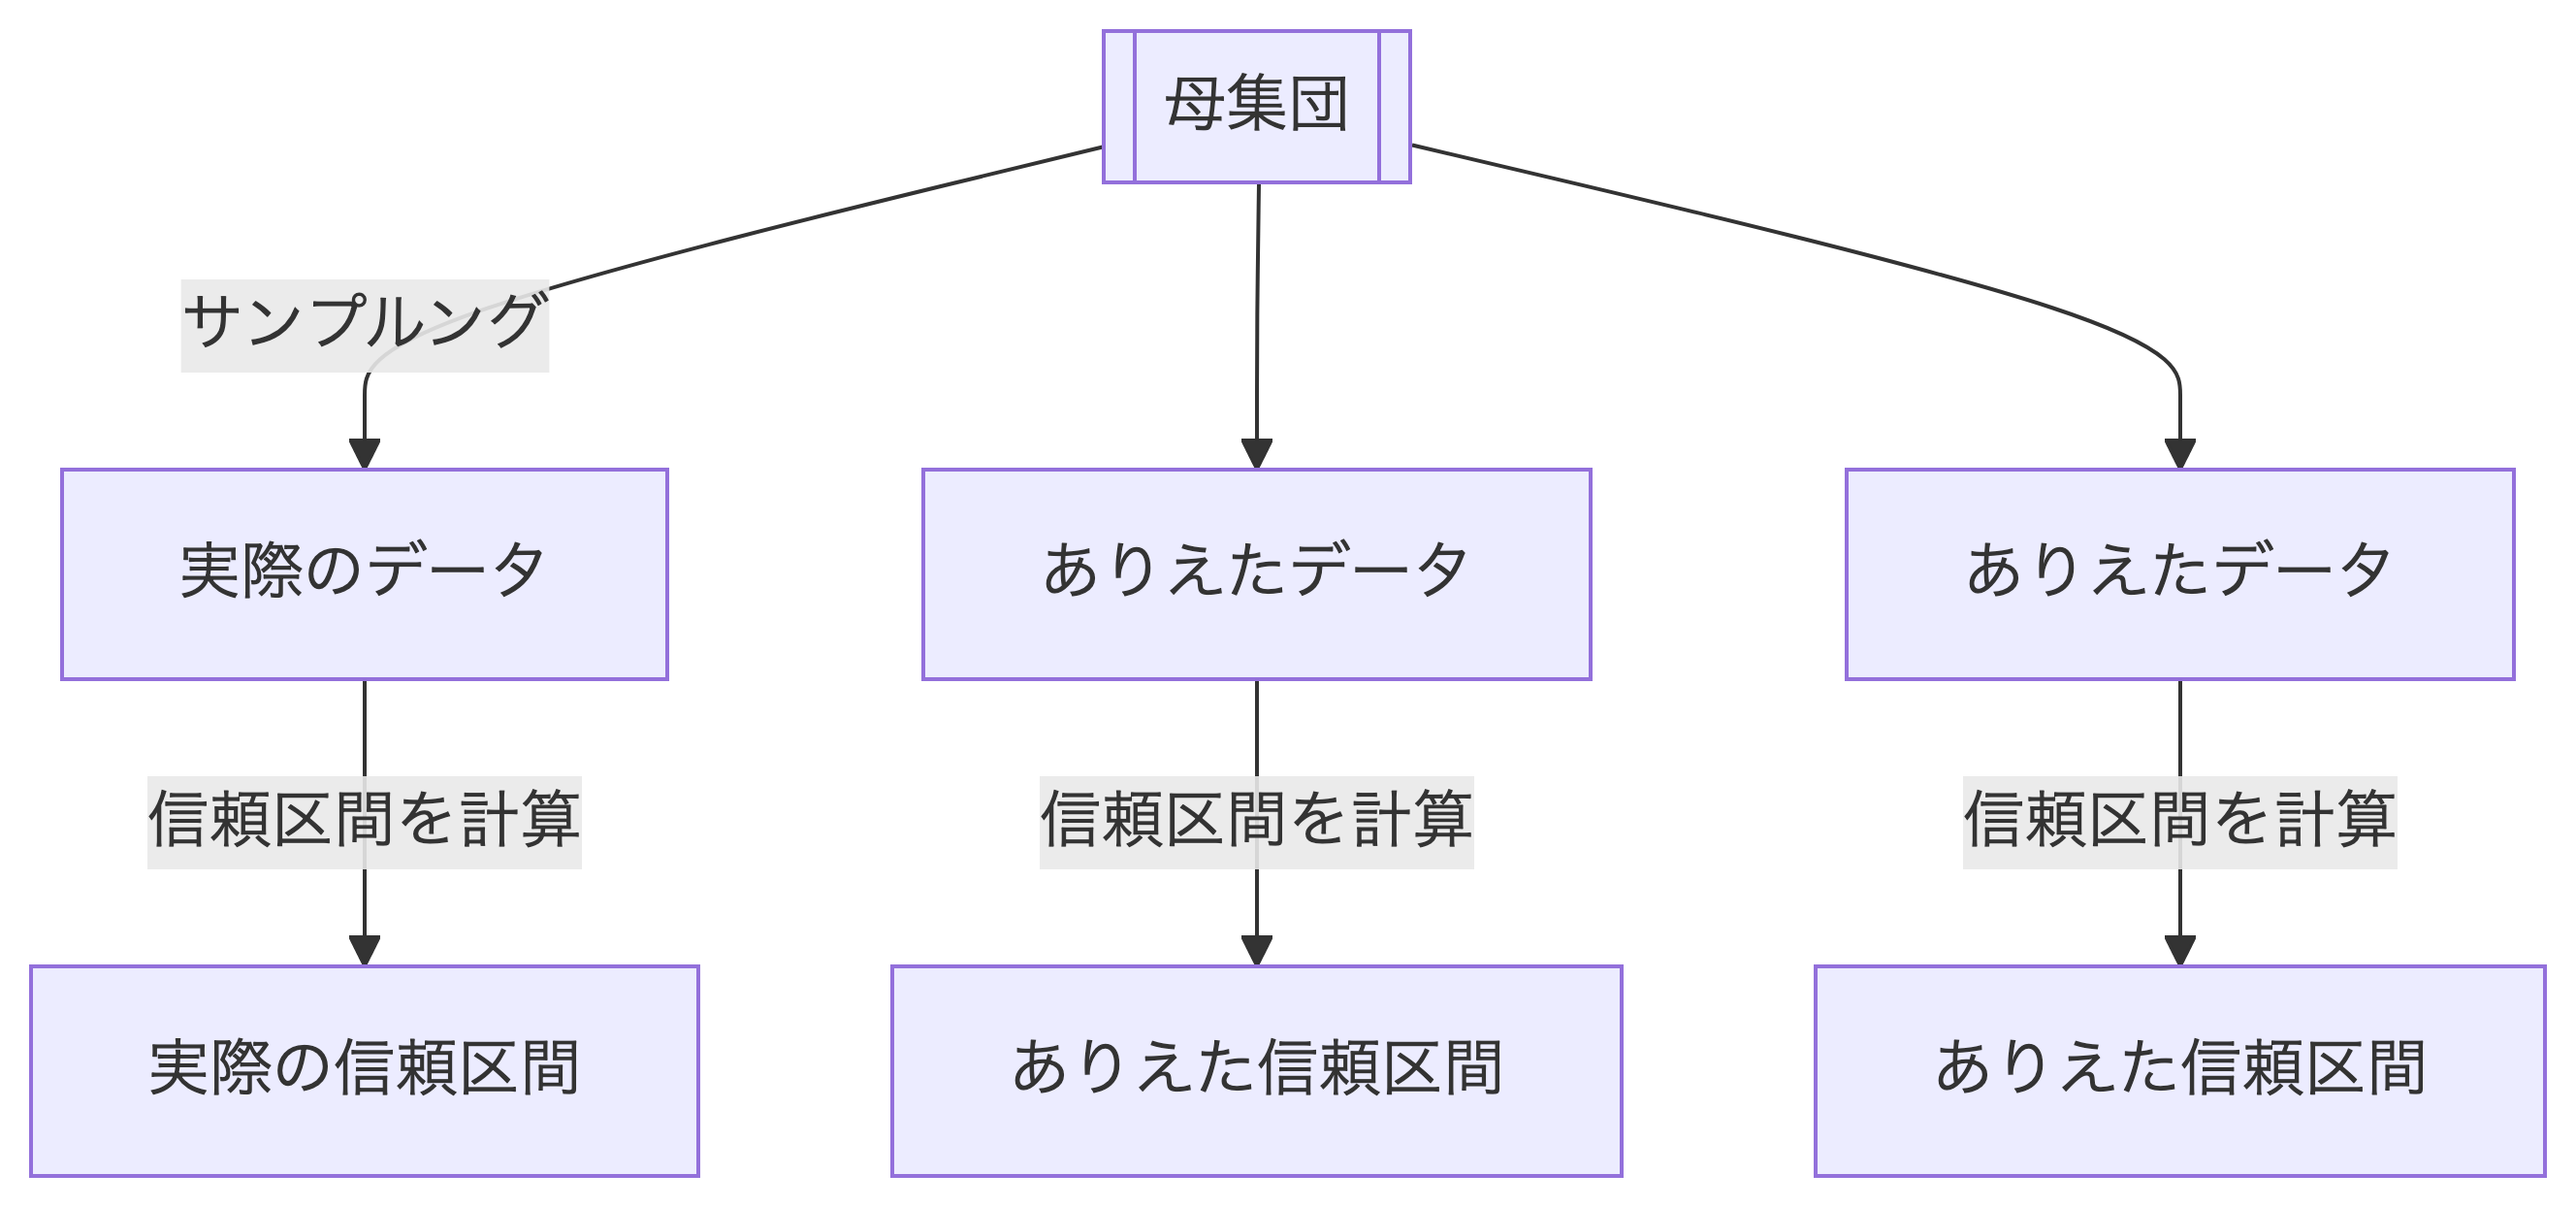 母集団
サンプルング
実際のデータ
ありえたデータ
ありえたデータ
信頼区間を計算
信頼区間を計算
信頼区間を計算
実際の信頼区間
ありえた信頼区間
ありえた信頼区間